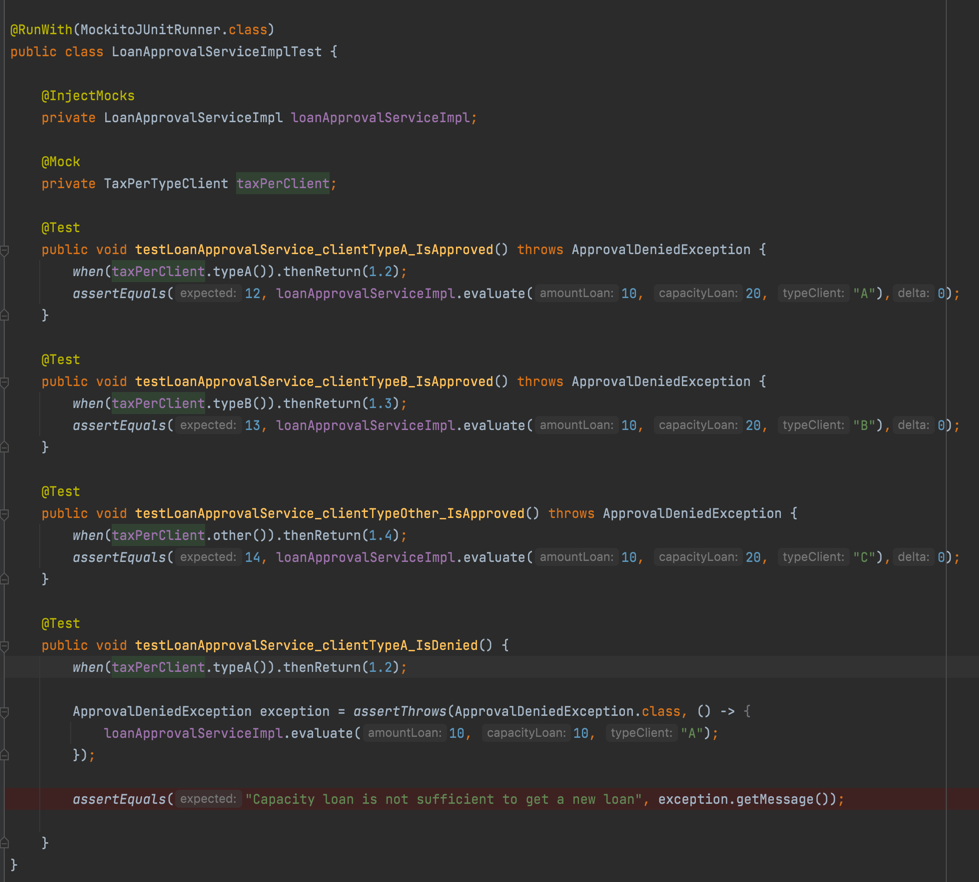 @RunWith(MockitoJUnitRunner.class)
public class LoanApprovalServiceImplTest {
@InjectMocks
private LoanApprovalServiceImpl loanApprovalServiceImpl;
@Mock
private TaxPerTypeClient taxPerClient;
@Test
public void testLoanApprovalService_clientTypeA_IsApproved() throws ApprovalDeniedException {
when(taxPerClient.typeA()).thenReturn(1.2);
assertEquals( expected: 12, loanApprovalServiceImpl.evaluate( amountLoan: 10, capacityLoan: 20, typeClient: "A"), delta: 0);
}
@Test
public void testLoanApprovalService_clientTypeB_IsApproved() throws ApprovalDeniedException {
when(taxPerClient.typeB()).thenReturn(1.3);
assertEquals( expected: 13, loanApprovalServiceImpl.evaluate( amountLoan: 10, capacityLoan: 20, typeClient: "B"), delta: 0);
}
@Test
public void testLoanApprovalService_clientTypeOther_IsApproved() throws ApprovalDeniedException {
when(taxPerClient.other()).thenReturn(1.4);
assertEquals( expected: 14, loanApprovalServiceImpl.evaluate( amountLoan: 10, capacityLoan: 20, typeClient: "C"), delta: 0);
}
@Test
public void testLoanApprovalService_clientTypeA_IsDenied() {
when(taxPerClient.typeA()).thenReturn(1.2);
ApprovalDeniedException exception = assertThrows(ApprovalDeniedException.class, () -> {
loanApprovalServiceImpl.evaluate( amountLoan: 10, capacityLoan: 10, typeClient: "A");
});
assertEquals( expected: "Capacity loan is not sufficient to get a new loan", exception.getMessage());
}
}